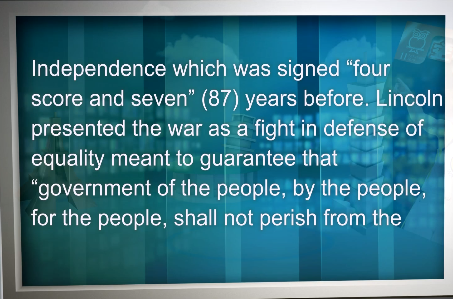 Independence which was signed “four
score and seven” (87) years before. Lincoln
presented the war as a fight in defense of
equality meant to guarantee that
“government of the people, by the people,
for the people, shall not perish from the